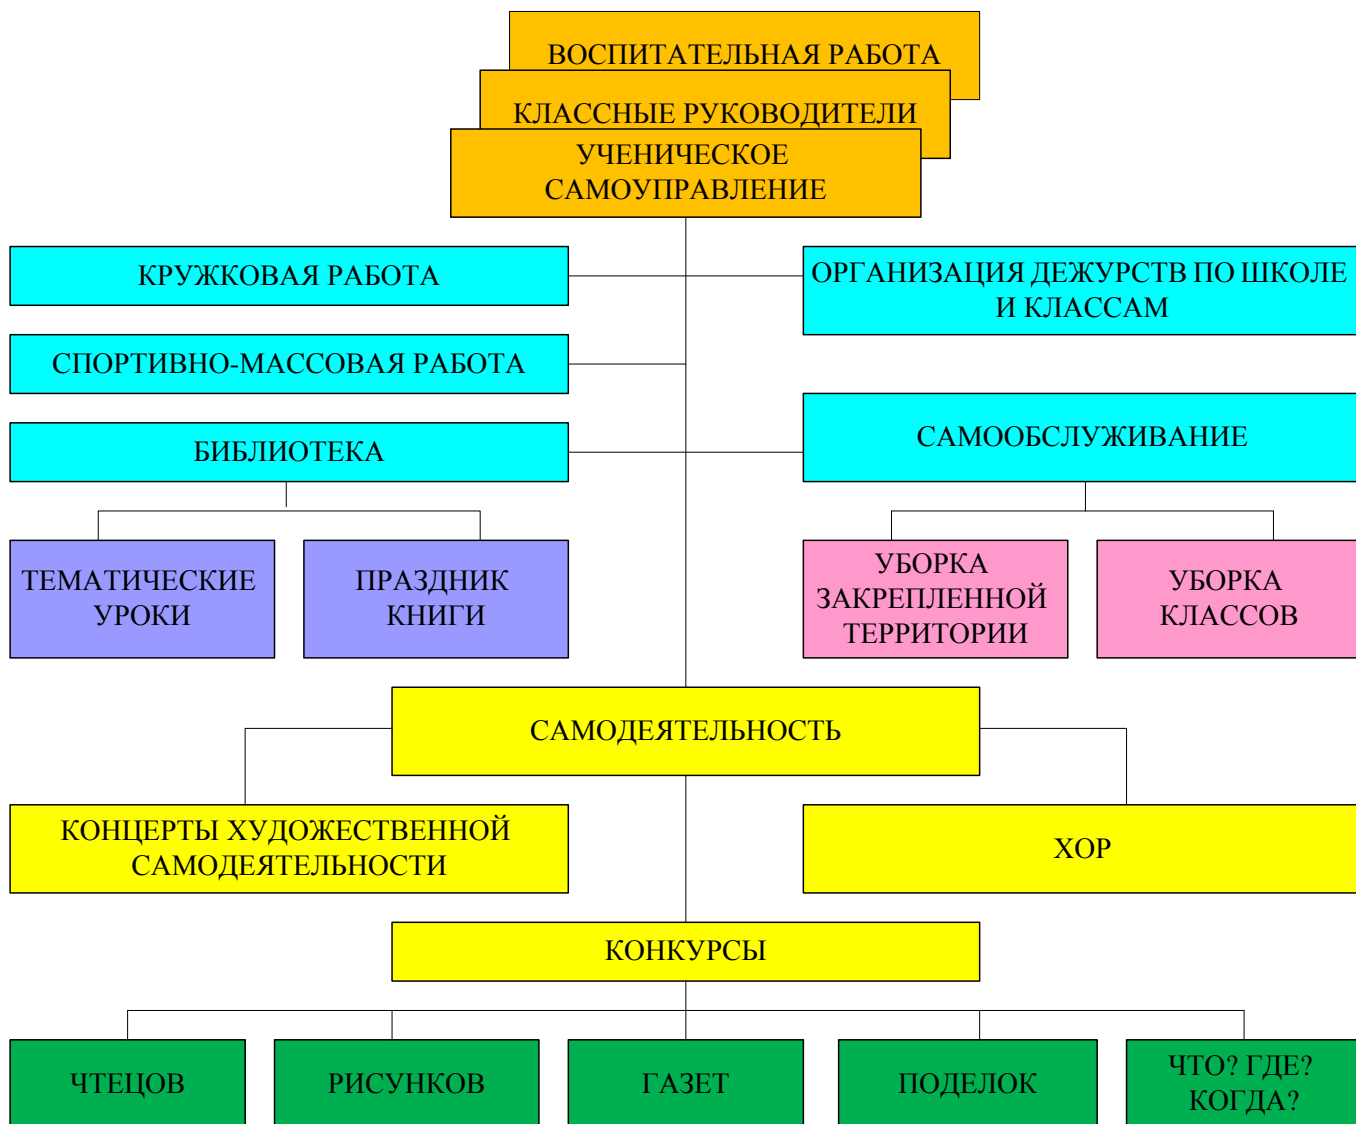 ВОСПИТАТЕЛЬНАЯ РАБОТА
КЛАССНЫЕ РУКОВОДИТЕЛИ
УЧЕНИЧЕСКОЕ
САМОУПРАВЛЕНИЕ
КРУЖКОВАЯ РАБОТА
ОРГАНИЗАЦИЯ ДЕЖУРСТВ ПО ШКОЛЕ
И КЛАССАМ
СПОРТИВНО-МАССОВАЯ РАБОТА
БИБЛИОТЕКА
САМООБСЛУЖИВАНИЕ
ТЕМАТИЧЕСКИЕ
УРОКИ
ПРАЗДНИК
КНИГИ
УБОРКА
ЗАКРЕПЛЕННОЙ
ТЕРРИТОРИИ
УБОРКА
КЛАССОВ
САМОДЕЯТЕЛЬНОСТЬ
КОНЦЕРТЫ ХУДОЖЕСТВЕННОЙ
САМОДЕЯТЕЛЬНОСТИ
ХОР
КОНКУРСЫ
ЧТЕЦОВ
РИСУНКОВ
ГАЗЕТ
ПОДЕЛОК
ЧТО? ГДЕ?
КОГДА?